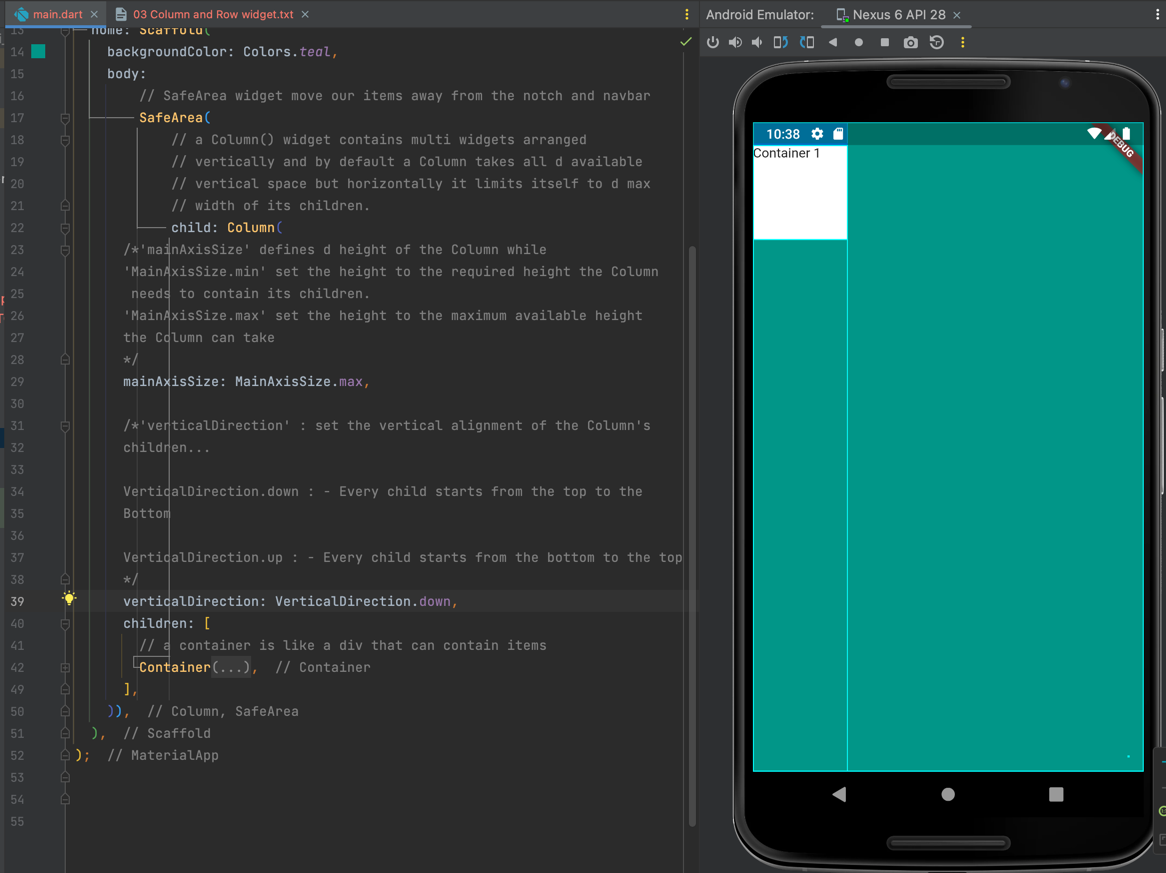 main.dart
03 Column and Row widget.txt
Android Emulator:
Nexus 6 API 28
13 home: Scaffold(
14 backgroundColor: Colors.teal,
15 body:
16 // SafeArea widget move our items away from the notch and navbar
17 SafeArea(
18 // a Column() widget contains multi widgets arranged
19 // vertically and by default a Column takes all d available
20 // vertical space but horizontally it limits itself to d max
21 // width of its children.
22 child: Column(
23 /*'mainAxisSize' defines d height of the Column while
24 'MainAxisSize.min' set the height to the required height the Column
25 needs to contain its children.
26 'MainAxisSize.max' set the height to the maximum available height
27 the Column can take
28 */
29 mainAxisSize: MainAxisSize.max,
30
31 /*'verticalDirection' : set the vertical alignment of the Column's
32 children...
33
34 VerticalDirection.down : - Every child starts from the top to the
35 Bottom
36
37 VerticalDirection.up : - Every child starts from the bottom to the top
38 */
39 verticalDirection: VerticalDirection.down,
40 children: [
41 // a container is like a div that can contain items
42 Container(...), // Container
49 ],
50 )), // Column, SafeArea
51 ), // Scaffold
52 ); // MaterialApp
53
54
55
10:38
DEBUG
Container 1